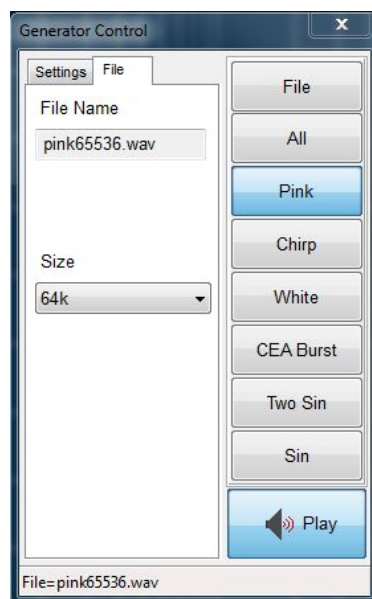 Generator Control
X
Settings
File
File Name
pink65536.wav
Size
64k
File
All
Pink
Chirp
White
CEA Burst
Two Sin
Sin
Play
File=pink65536.wav